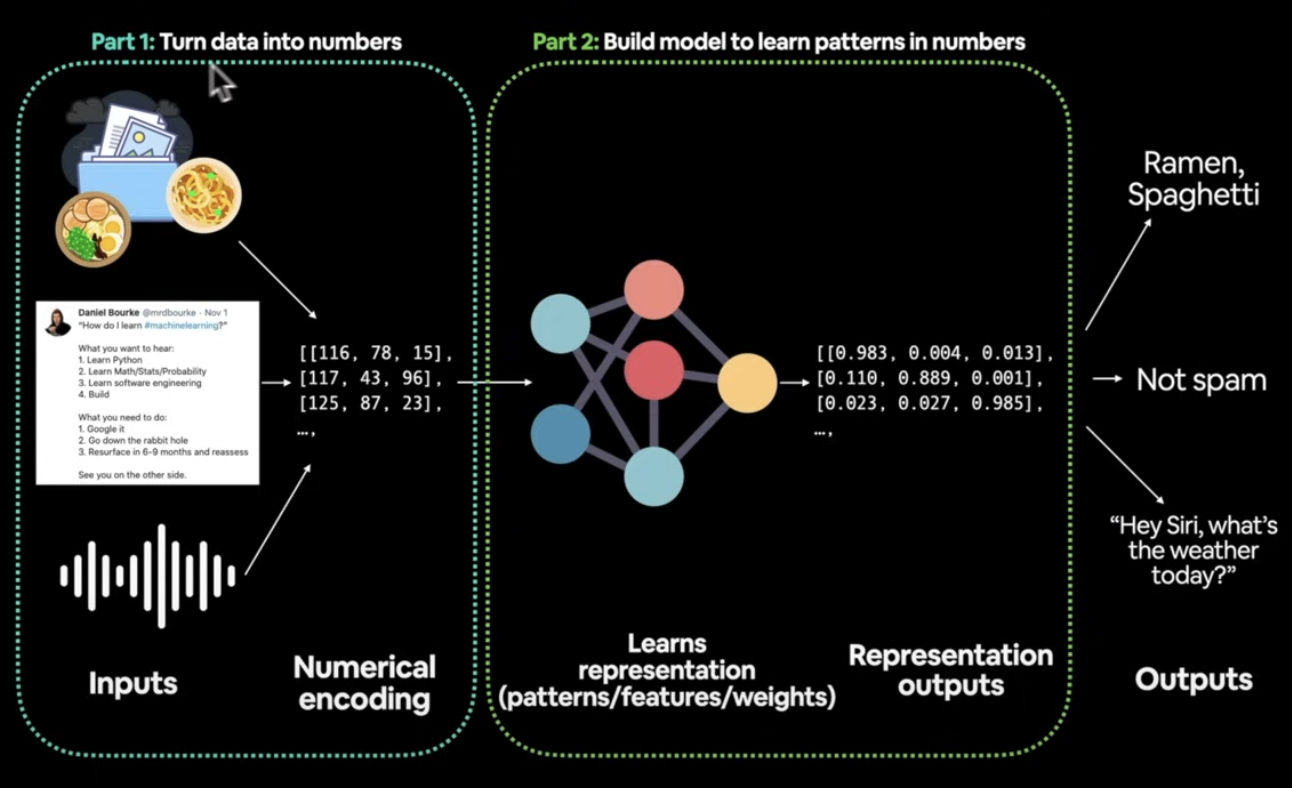 Part 1: Turn data into numbers
Part 2: Build model to learn patterns in numbers
Daniel Bourke @mrdbourke · Nov 1
"How do I learn #machinelearning?"
What you want to hear:
1. Learn Python
2. Learn Math/Stats/Probability
3. Learn software engineering
4. Build
What you need to do:
1. Google it
2. Go down the rabbit hole
3. Resurface in 6-9 months and reassess
See you on the other side.
[[116, 78, 15],
[117, 43, 96],
[125, 87, 23],
…,
[[0.983, 0.004, 0.013],
[0.110, 0.889, 0.001],
[0.023, 0.027, 0.985],
…,
Ramen,
Spaghetti
Not spam
“Hey Siri, what’s
the weather
today?”
Inputs
Numerical
encoding
Learns
representation
(patterns/features/weights)
Representation
outputs
Outputs